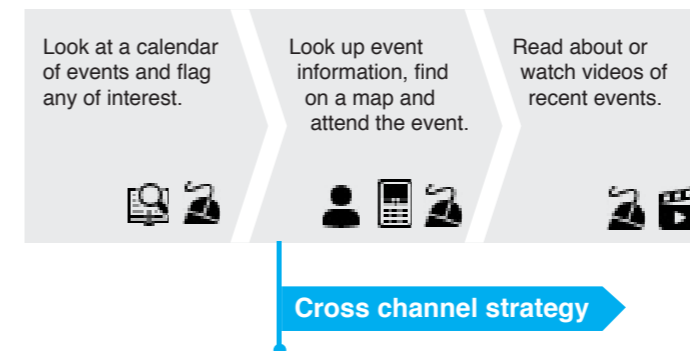 Look at a calendar
of events and flag
any of interest.
Look up event
information, find
on a map and
attend the event.
Read about or
watch videos of
recent events.
Cross channel strategy